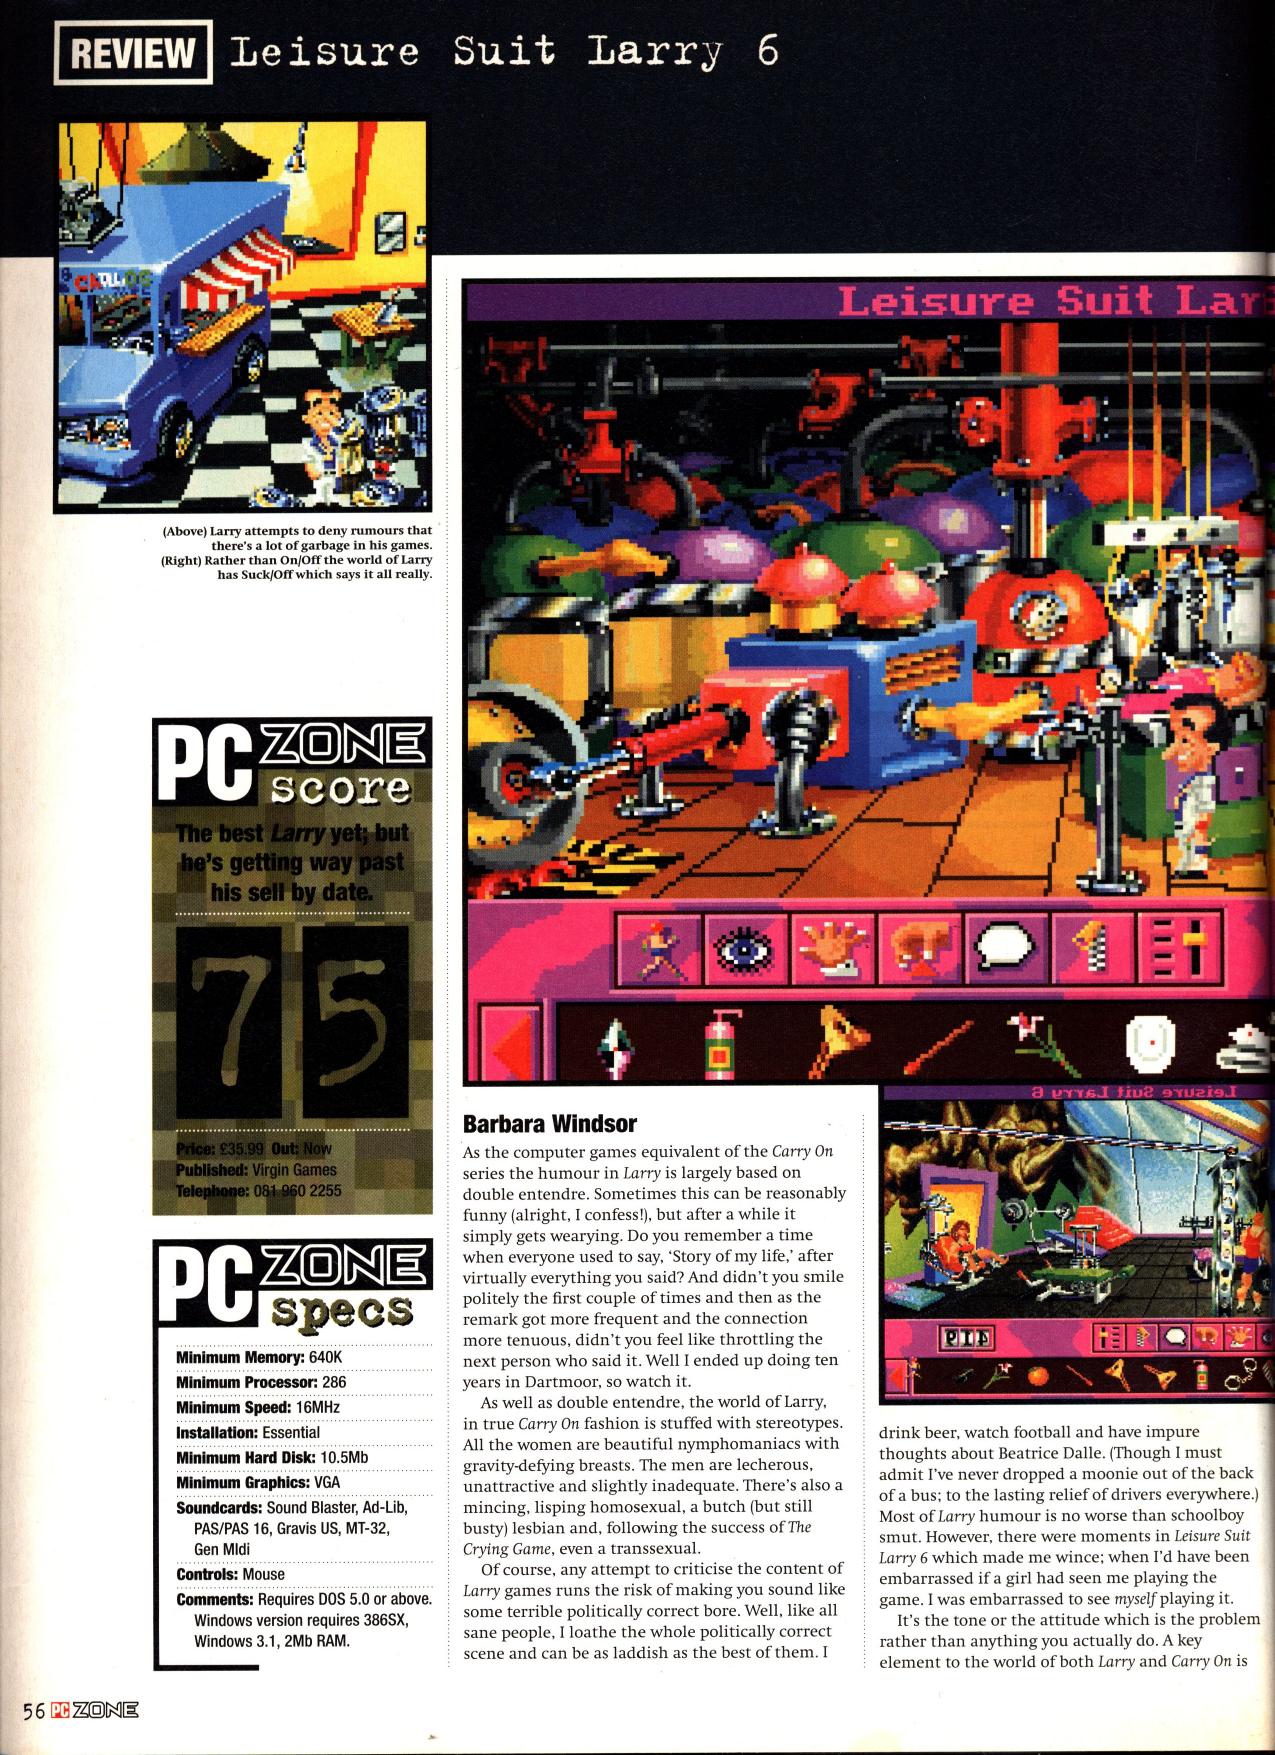 REVIEW Leisure Suit Larry 6
CATALOG
(Above) Larry attempts to deny rumours that
there's a lot of garbage in his games.
(Right) Rather than On/Off the world of Larry
has Suck/Off which says it all really.
PC ZONE
score
The best Larry yet; but
he's getting way past
his sell by date.
75
Price: £35.99 Out: Now
Published: Virgin Games
Telephone: 081 960 2255
PC ZONE
specs
Minimum Memory: 640K
Minimum Processor: 286
Minimum Speed: 16MHz
Installation: Essential
Minimum Hard Disk: 10.5Mb
Minimum Graphics: VGA
Soundcards: Sound Blaster, Ad-Lib,
PAS/PAS 16, Gravis US, MT-32,
Gen MIdi
Controls: Mouse
Comments: Requires DOS 5.0 or above.
Windows version requires 386SX,
Windows 3.1, 2Mb RAM.
Leisure Suit Lar
Barbara Windsor
As the computer games equivalent of the Carry On
series the humour in Larry is largely based on
double entendre. Sometimes this can be reasonably
funny (alright, I confess!), but after a while it
simply gets wearying. Do you remember a time
when everyone used to say, ‘Story of my life,’ after
virtually everything you said? And didn't you smile
politely the first couple of times and then as the
remark got more frequent and the connection
more tenuous, didn't you feel like throttling the
next person who said it. Well I ended up doing ten
years in Dartmoor, so watch it.
As well as double entendre, the world of Larry,
in true Carry On fashion is stuffed with stereotypes.
All the women are beautiful nymphomaniacs with
gravity-defying breasts. The men are lecherous,
unattractive and slightly inadequate. There's also a
mincing, lisping homosexual, a butch (but still
busty) lesbian and, following the success of The
Crying Game, even a transsexual.
Of course, any attempt to criticise the content of
Larry games runs the risk of making you sound like
some terrible politically correct bore. Well, like all
sane people, I loathe the whole politically correct
scene and can be as laddish as the best of them. I
Leisure Suit Larry 6
drink beer, watch football and have impure
thoughts about Beatrice Dalle. (Though I must
admit I've never dropped a moonie out of the back
of a bus; to the lasting relief of drivers everywhere.)
Most of Larry humour is no worse than schoolboy
smut. However, there were moments in Leisure Suit
Larry 6 which made me wince; when I'd have been
embarrassed if a girl had seen me playing the
game. I was embarrassed to see myself playing it.
It's the tone or the attitude which is the problem
rather than anything you actually do. A key
element to the world of both Larry and Carry On is
56 PC ZONE